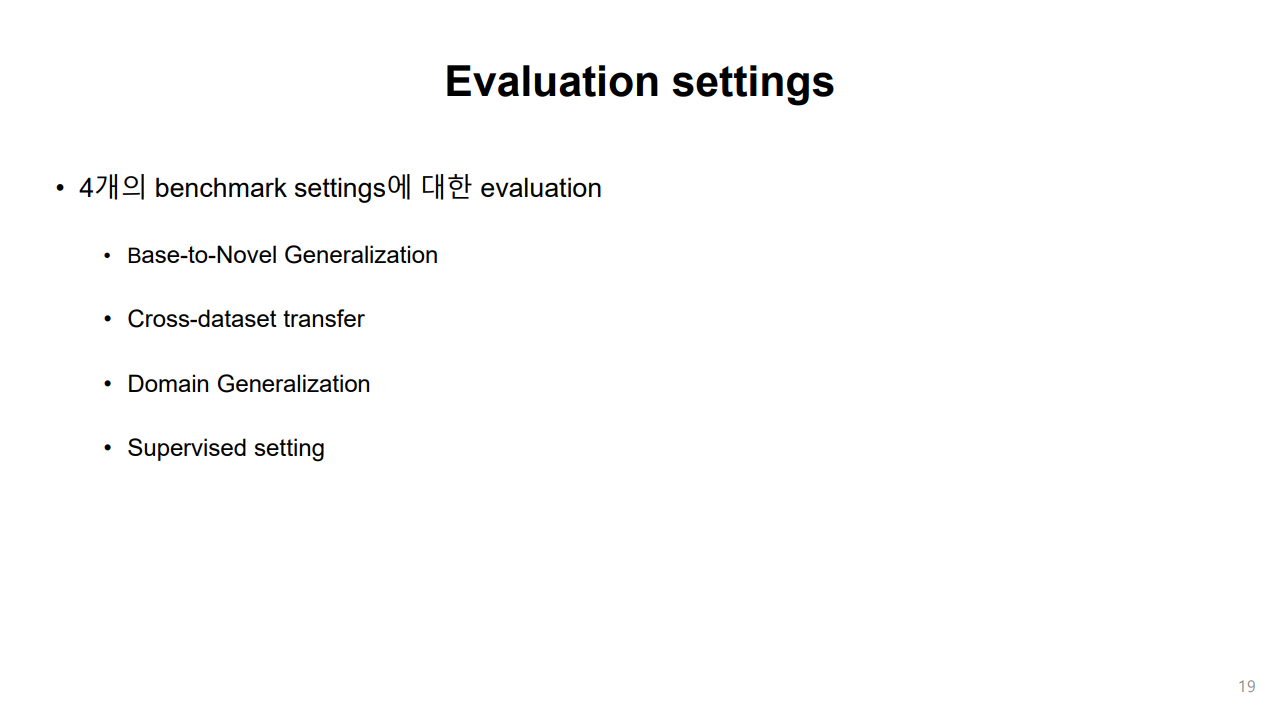 Evaluation settings
• 4개의 benchmark settings에 대한 evaluation
• Base-to-Novel Generalization
• Cross-dataset transfer
• Domain Generalization
• Supervised setting
19